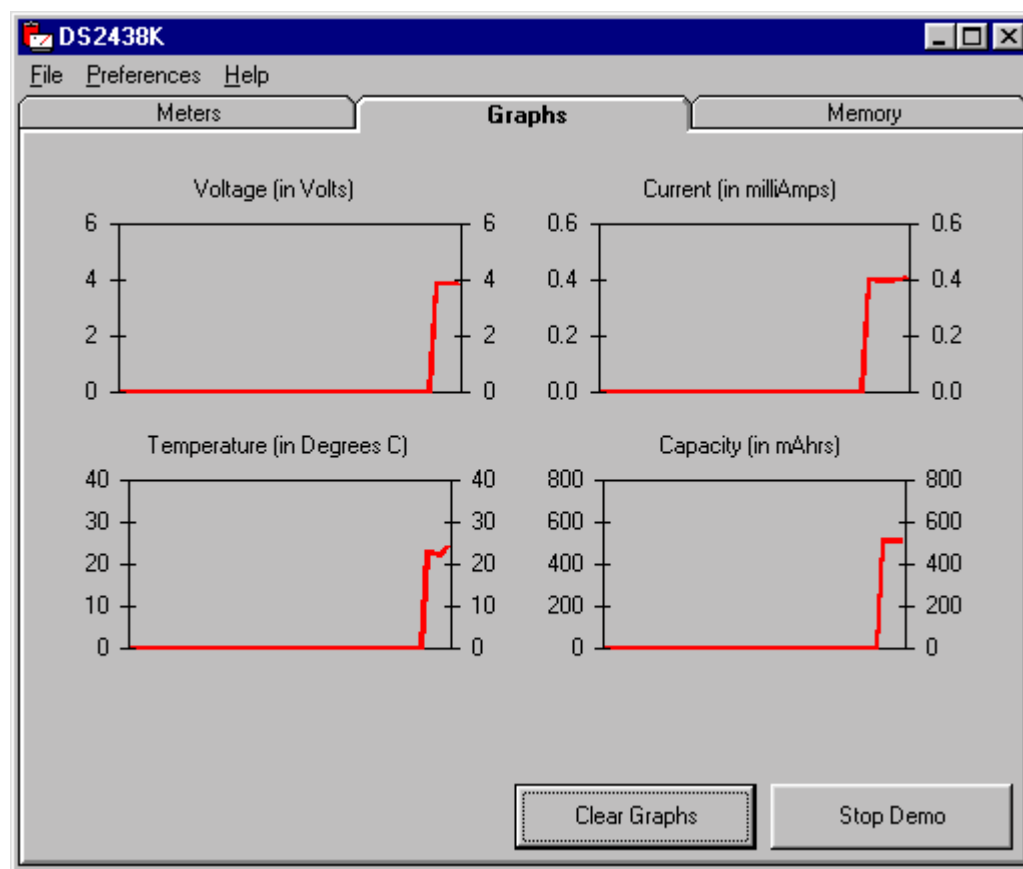 DS2438K
File Preferences Help
Meters Graphs Memory
Voltage (in Volts) Current (in milliAmps)
6 6 0.6 0.6
4 4 0.4 0.4
2 2 0.2 0.2
0 0 0.0 0.0
Temperature (in Degrees C) Capacity (in mAhrs)
40 40 800 800
30 30 600 600
20 20 400 400
10 10 200 200
0 0 0 0
Clear Graphs Stop Demo